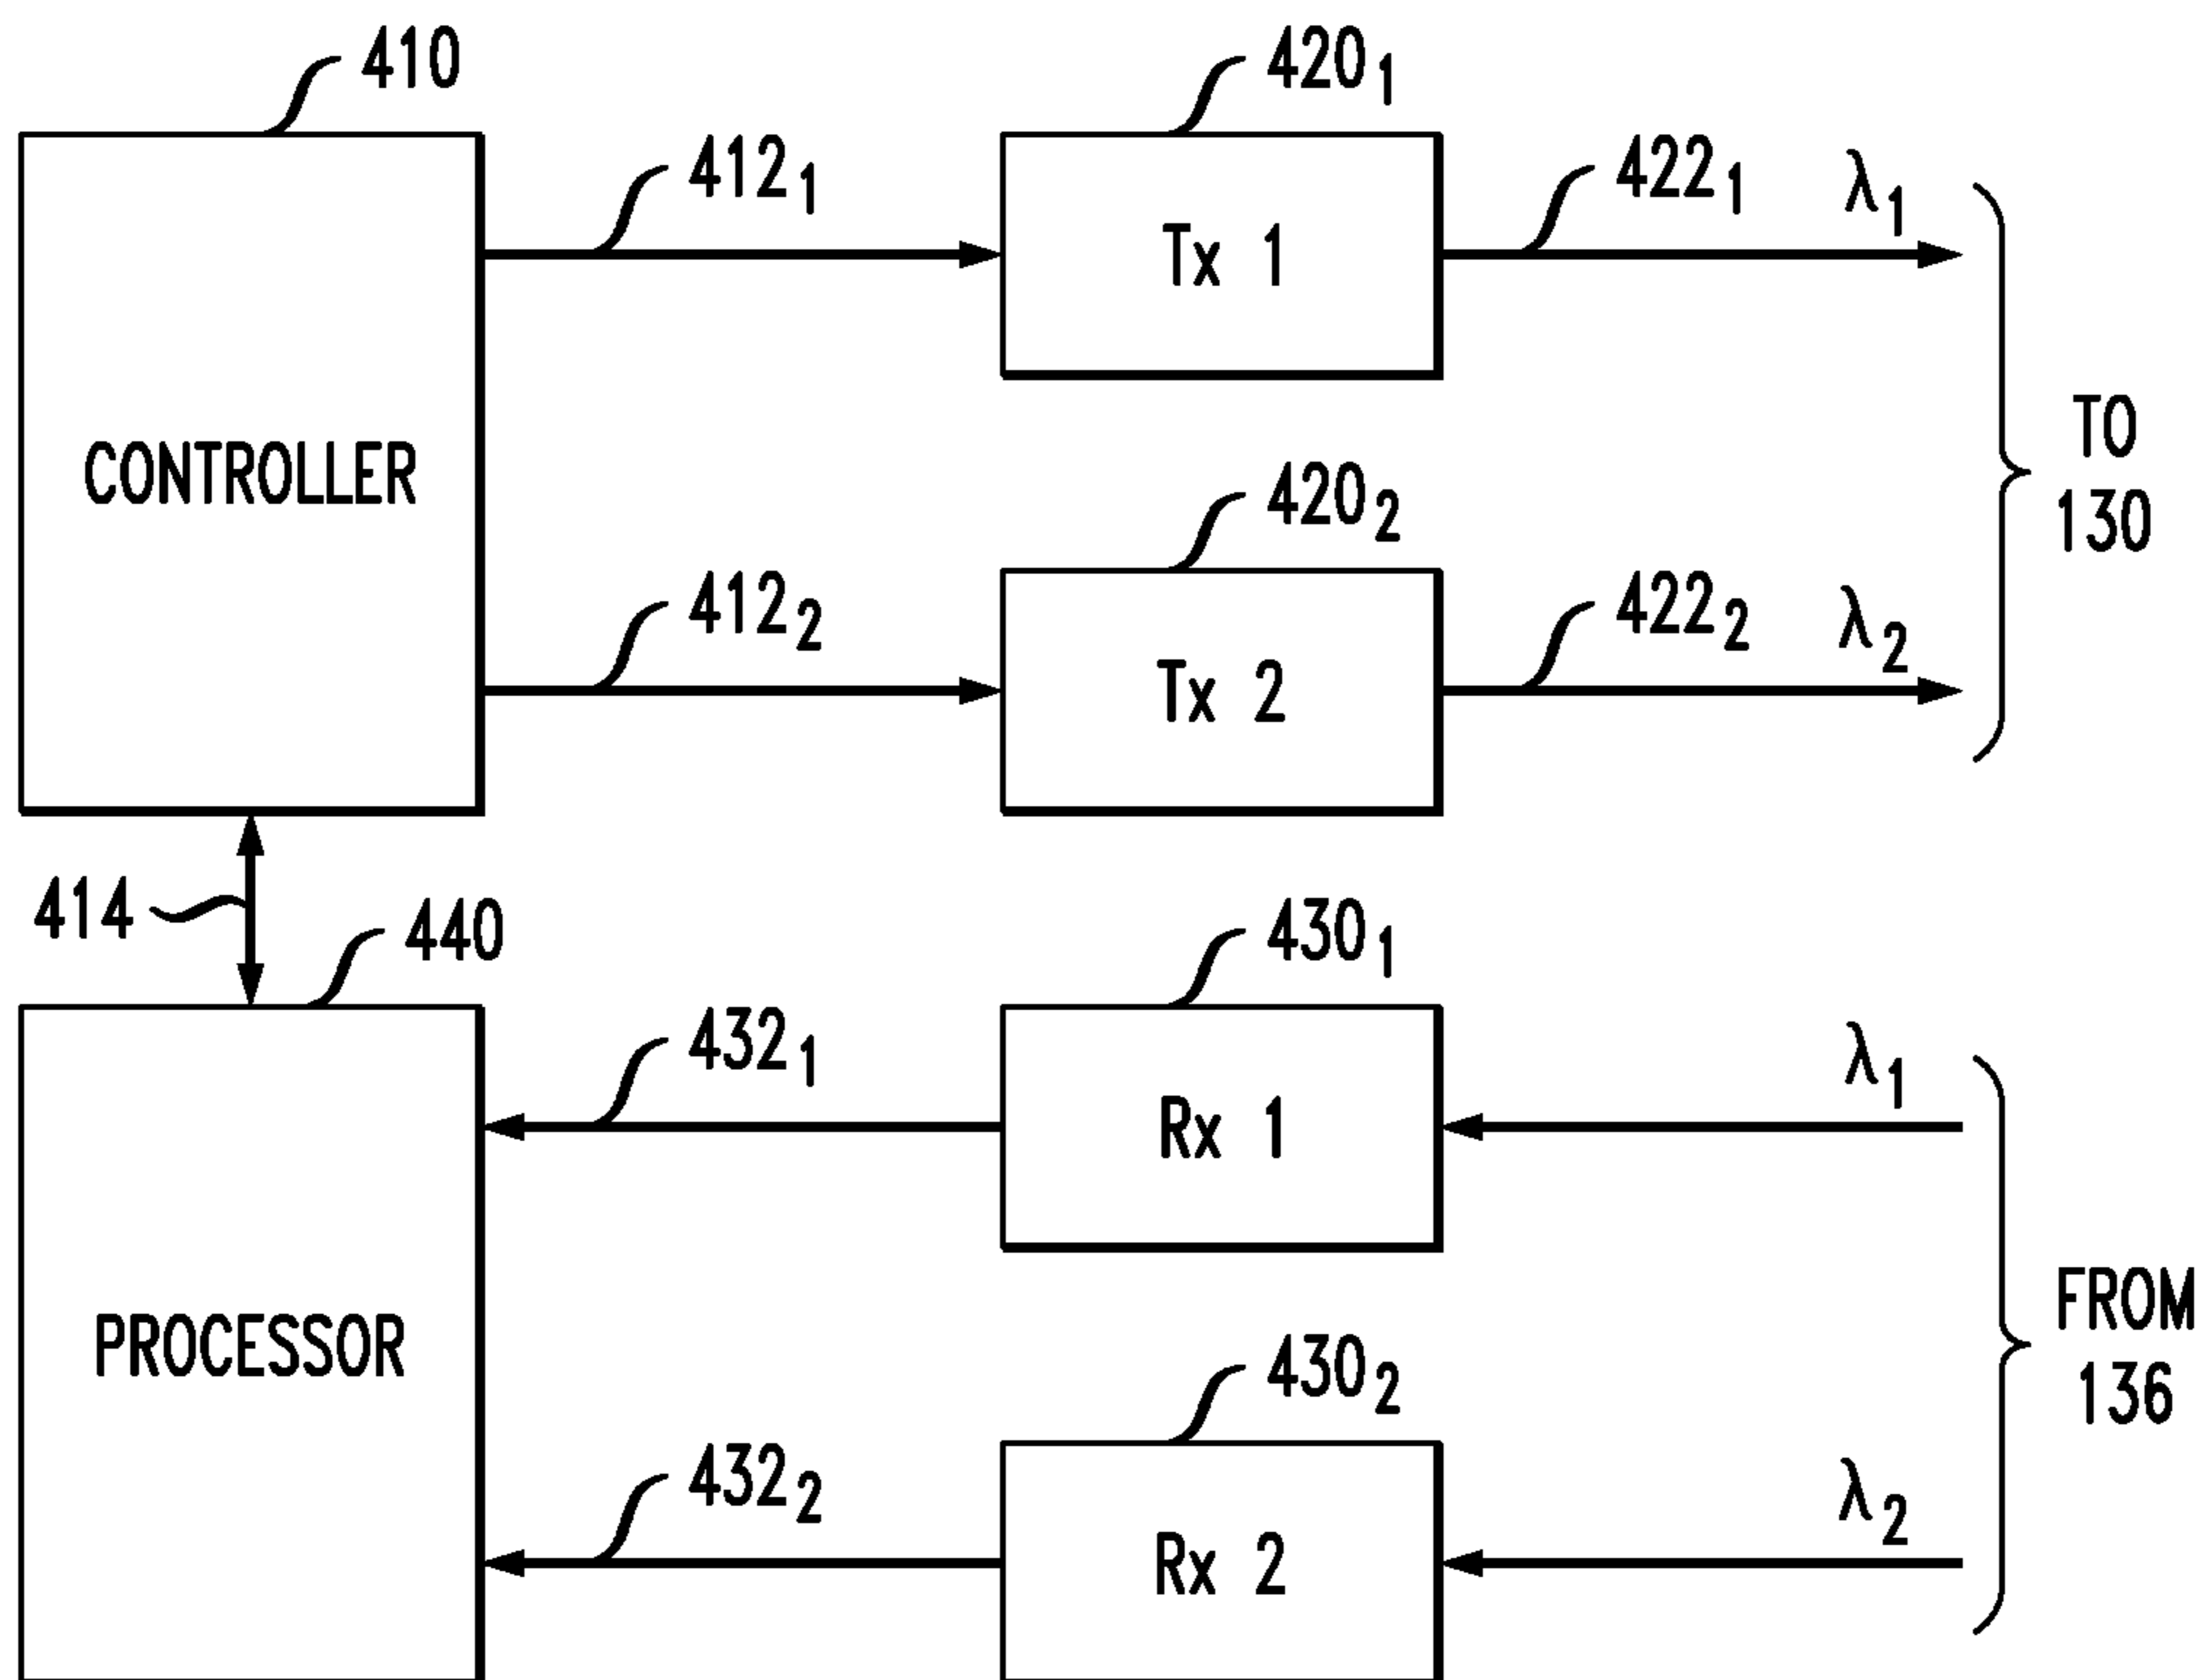 410
420₁
412₁
422₁
λ₁
Tx 1
CONTROLLER
TO
130
420₂
412₂
422₂
λ₂
Tx 2
414
440
430₁
432₁
λ₁
Rx 1
PROCESSOR
FROM
136
430₂
432₂
λ₂
Rx 2